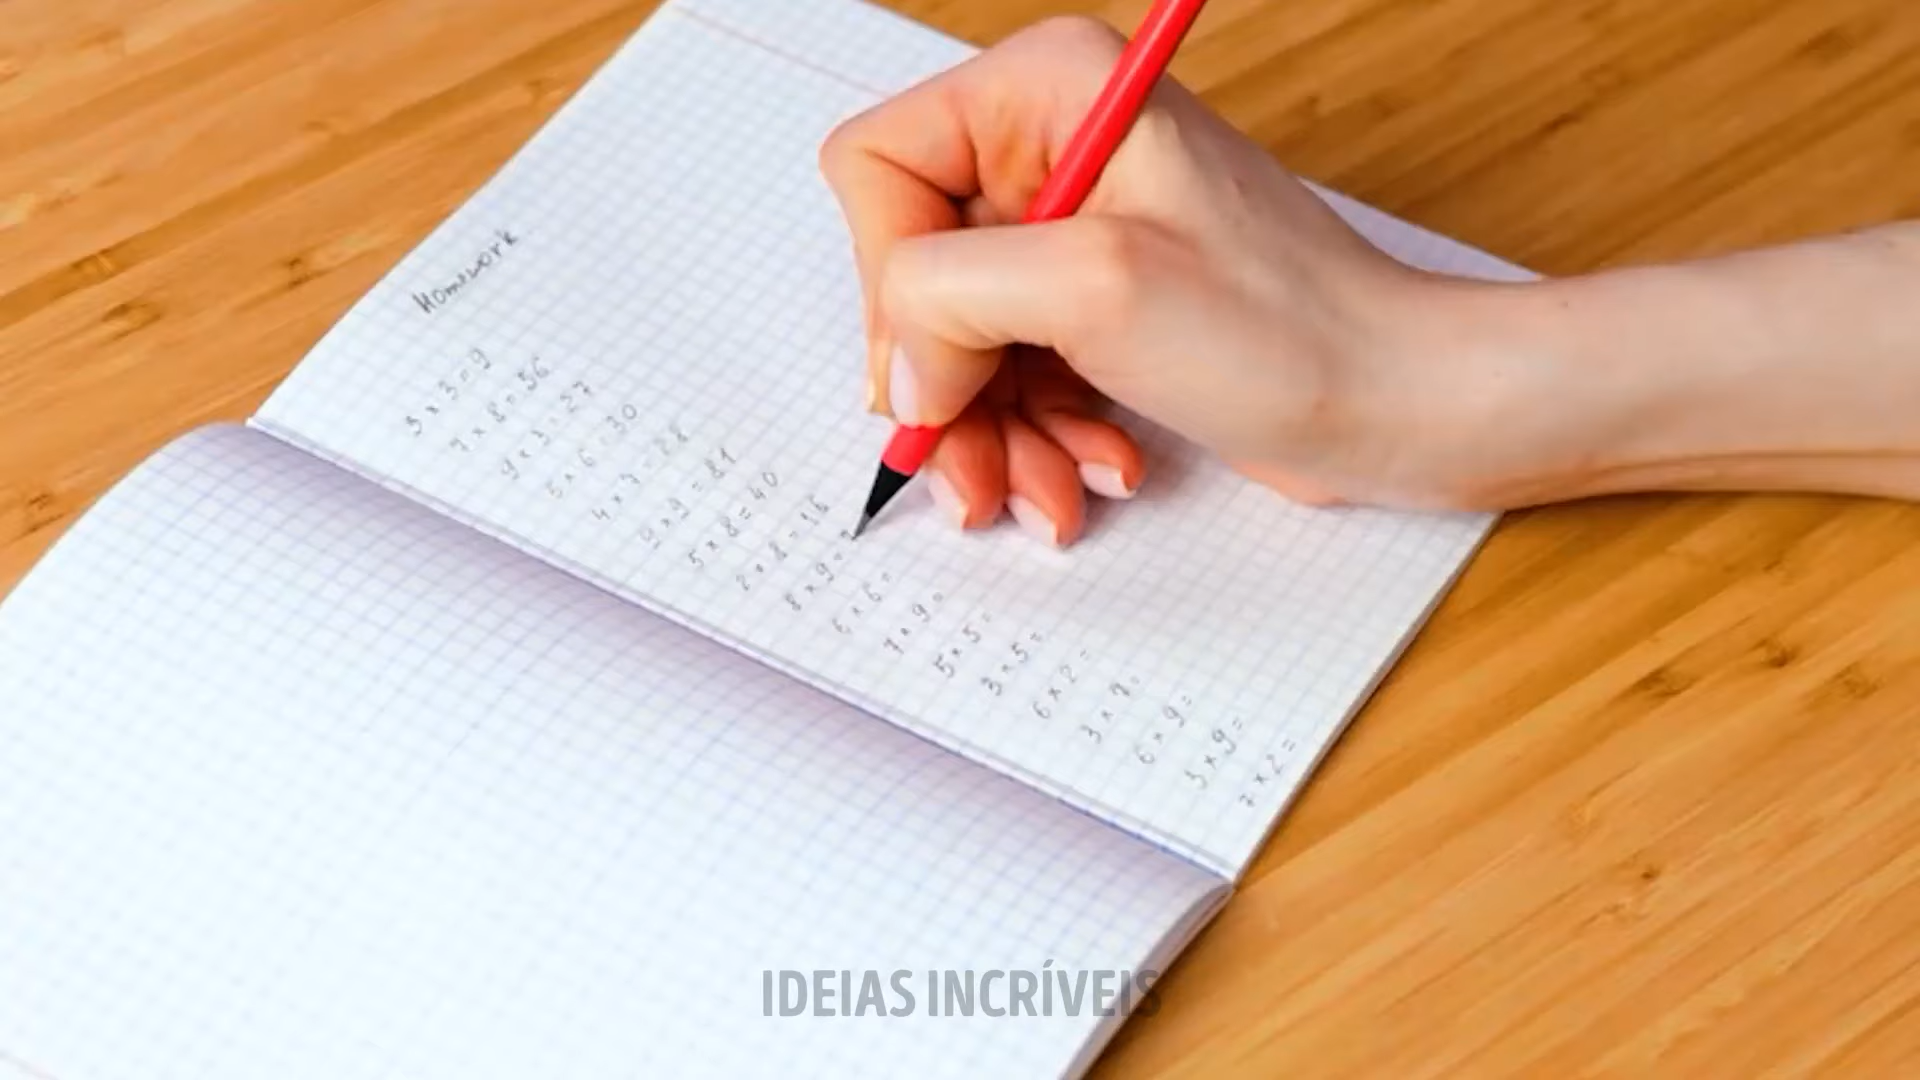 Homework
3 x 3 = 9
7 x 8 = 56
9 x 3 = 27
5 x 6 = 30
4 x 7 = 28
9 x 9 = 81
5 x 8 = 40
2 x 8 = 16
8 x 9 =
6 x 6 =
7 x 9 =
5 x 5 =
3 x 5 =
6 x 2 =
3 x 7 =
6 x 9 =
3 x 9 =
7 x 2 =
IDEIAS INCRÍVEIS